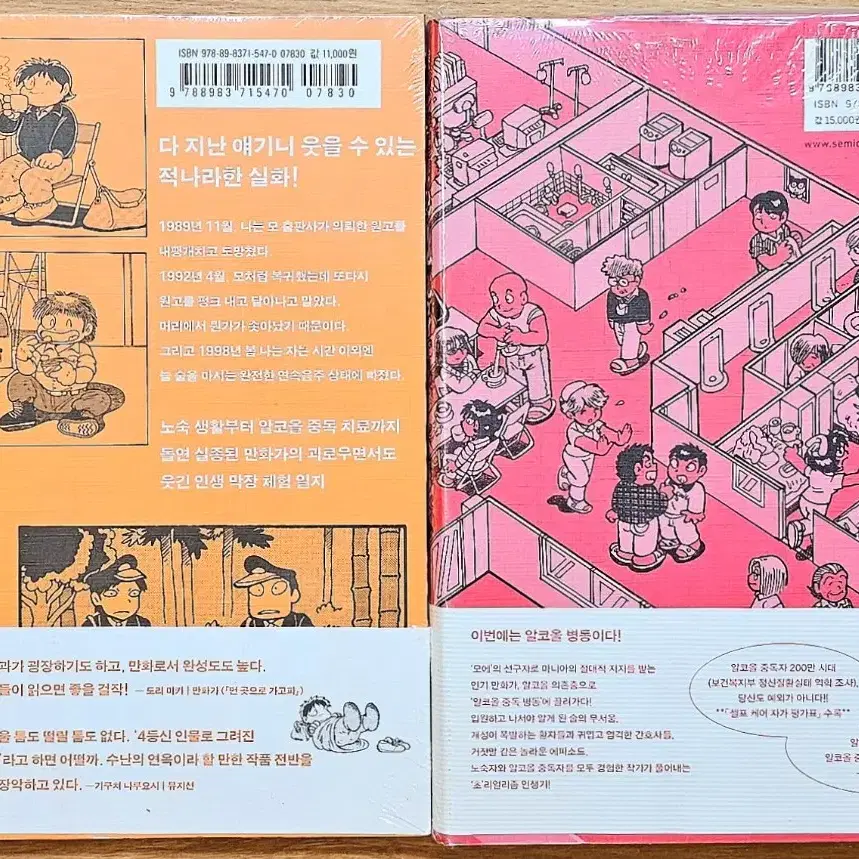 ISBN 978-89-8371-547-0 07830 값 11,000원
9 788983 715470 07830
다 지난 얘기니 웃을 수 있는
적나라한 실화!
1989년 11월, 나는 모 출판사가 의뢰한 원고를
내팽개치고 도망쳤다.
1992년 4월, 모처럼 복귀했는데 또다시
원고를 펑크 내고 달아나고 말았다.
머리에서 뭔가가 솟아났기 때문이다.
그리고 1998년 봄 나는 자는 시간 이외엔
늘 술을 마시는 완전한 연속음주 상태에 빠졌다.
노숙 생활부터 알코올 중독 치료까지
돌연 실종된 만화가의 괴로우면서도
웃긴 인생 막장 체험 일지
과가 굉장하기도 하고, 만화로서 완성도도 높다.
들이 읽으면 좋을 걸작! — 토리 미키 | 만화가 (『먼 곳으로 가고파』)
을 틈도 떨릴 틈도 없다. '4등신 인물로 그려진
'라고 하면 어떨까. 수난의 연옥이라 할 만한 작품 전반을
장악하고 있다. — 기구치 나루요시 | 뮤지션
978898
ISBN 9/
값 15,000원
www.semic
이번에는 알코올 병동이다!
'모에'의 선구자로 마니아의 절대적 지지를 받는
인기 만화가, 알코올 의존증으로
'알코올 중독 병동'에 끌려가다!
입원하고 나서야 알게 된 술의 무서움,
개성이 폭발하는 환자들과 귀엽고 엄격한 간호사들,
거짓말 같은 놀라운 에피소드.
노숙자와 알코올 중독자를 모두 경험한 작가가 풀어내는
'초'리얼리즘 인생기!
알코올 중독자 200만 시대
(보건복지부 정신질환실태 역학 조사),
당신도 예외가 아니다!!
**「셀프 케어 자가 평가표」 수록**
알
알코올 중